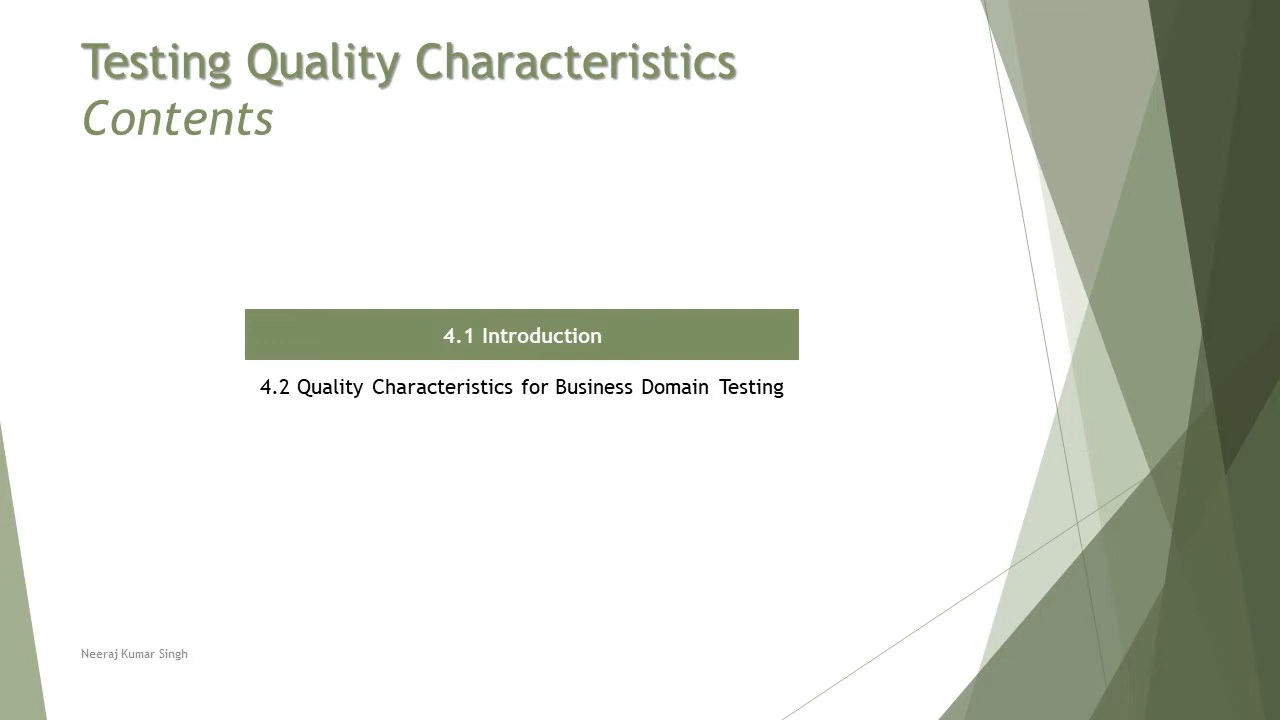 Testing Quality Characteristics
Contents
4.1 Introduction
4.2 Quality Characteristics for Business Domain Testing
Neeraj Kumar Singh